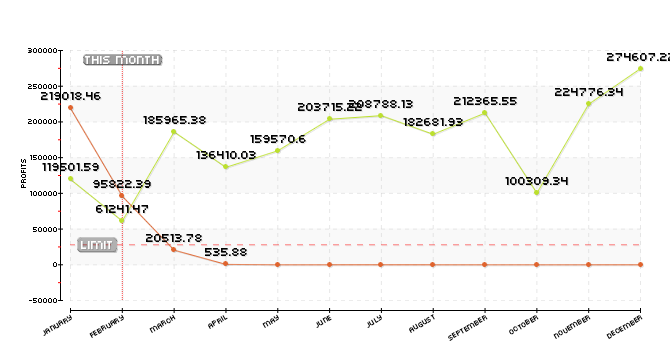 300000
THIS MONTH
274607.22
250000
219018.46
224776.34
212365.55
208788.13
203715.22
200000
185965.38
182681.93
159570.6
150000
136410.03
119501.59
100309.34
100000
95822.39
61241.47
50000
LIMIT
20513.78
535.88
0
-50000
PROFITS
JANUARY
FEBRUARY
MARCH
APRIL
MAY
JUNE
JULY
AUGUST
SEPTEMBER
OCTOBER
NOVEMBER
DECEMBER